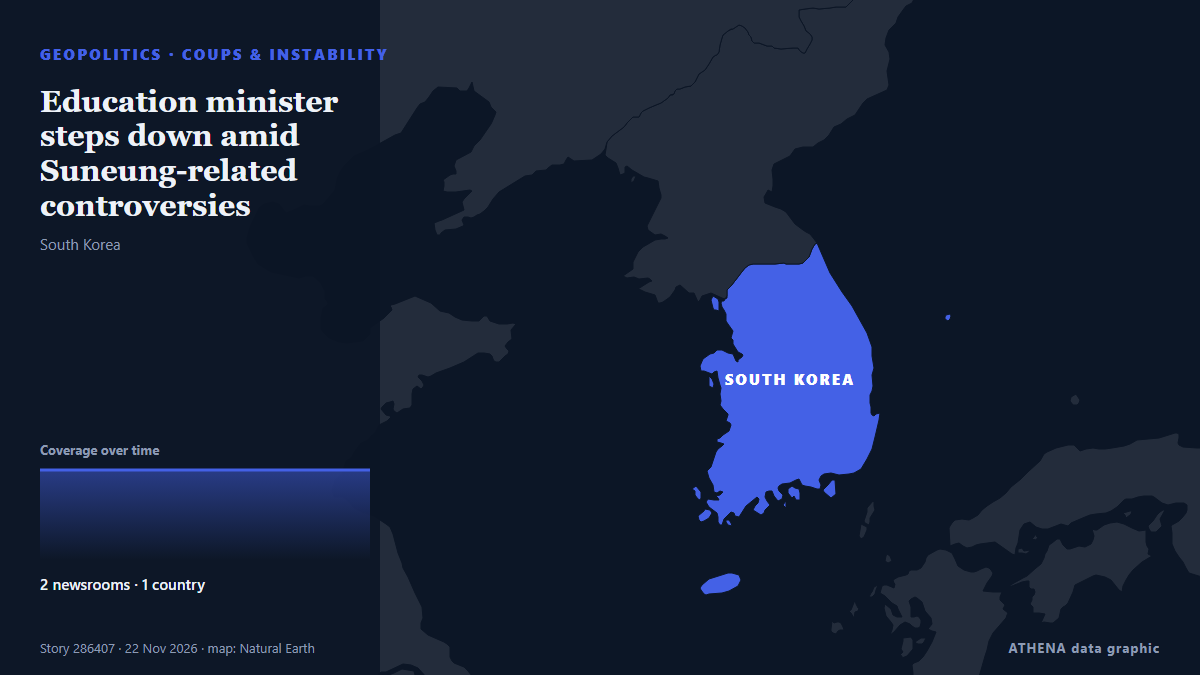 GEOPOLITICS · COUPS & INSTABILITY
Education minister
steps down amid
Suneung-related
controversies
South Korea
SOUTH KOREA
Coverage over time
2 newsrooms · 1 country
Story 286407 · 22 Nov 2026 · map: Natural Earth
ATHENA data graphic